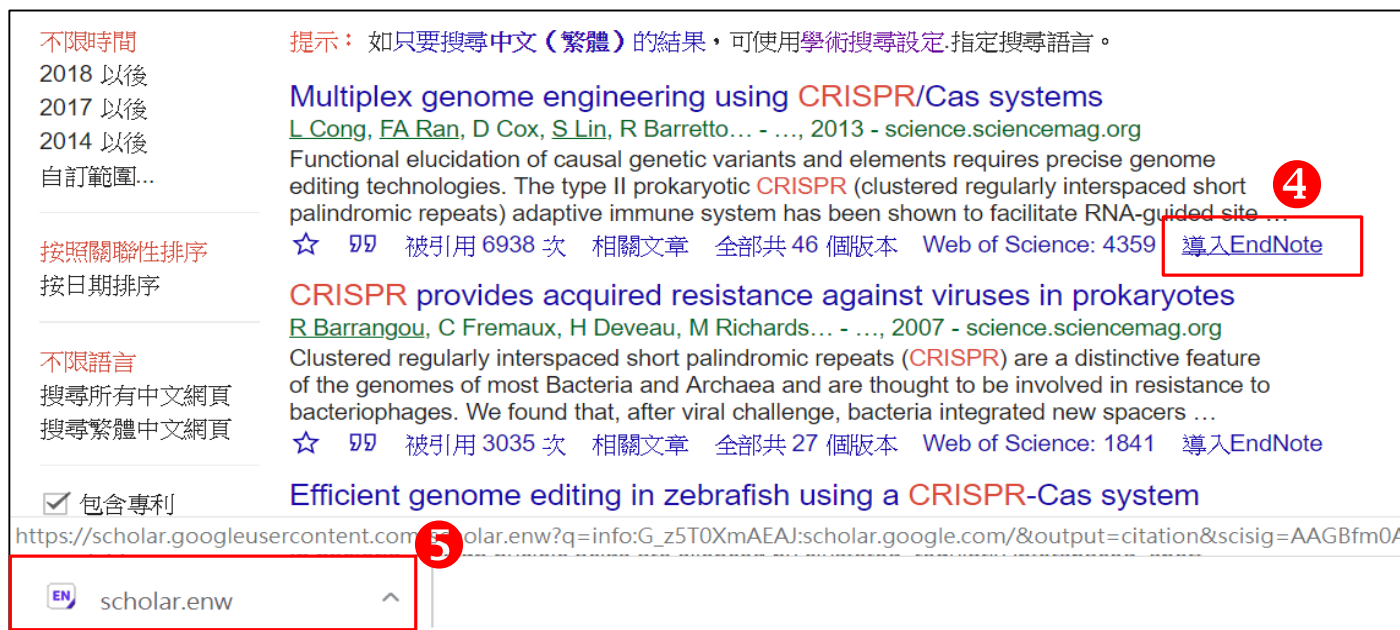 不限時間
2018 以後
2017 以後
2014 以後
自訂範圍...
按照關聯性排序
按日期排序
不限語言
搜尋所有中文網頁
搜尋繁體中文網頁
包含專利
提示： 如只要搜尋中文（繁體）的結果，可使用學術搜尋設定.指定搜尋語言。
Multiplex genome engineering using CRISPR/Cas systems
L Cong, FA Ran, D Cox, S Lin, R Barretto… - …, 2013 - science.sciencemag.org
Functional elucidation of causal genetic variants and elements requires precise genome
editing technologies. The type II prokaryotic CRISPR (clustered regularly interspaced short
palindromic repeats) adaptive immune system has been shown to facilitate RNA-guided site …
被引用 6938 次 相關文章 全部共 46 個版本 Web of Science: 4359 導入EndNote
4
CRISPR provides acquired resistance against viruses in prokaryotes
R Barrangou, C Fremaux, H Deveau, M Richards… - …, 2007 - science.sciencemag.org
Clustered regularly interspaced short palindromic repeats (CRISPR) are a distinctive feature
of the genomes of most Bacteria and Archaea and are thought to be involved in resistance to
bacteriophages. We found that, after viral challenge, bacteria integrated new spacers …
被引用 3035 次 相關文章 全部共 27 個版本 Web of Science: 1841 導入EndNote
Efficient genome editing in zebrafish using a CRISPR-Cas system
https://scholar.googleusercontent.com olar.enw?q=info:G_z5T0XmAEAJ:scholar.google.com/&output=citation&scisig=AAGBfm0A
5
EN scholar.enw